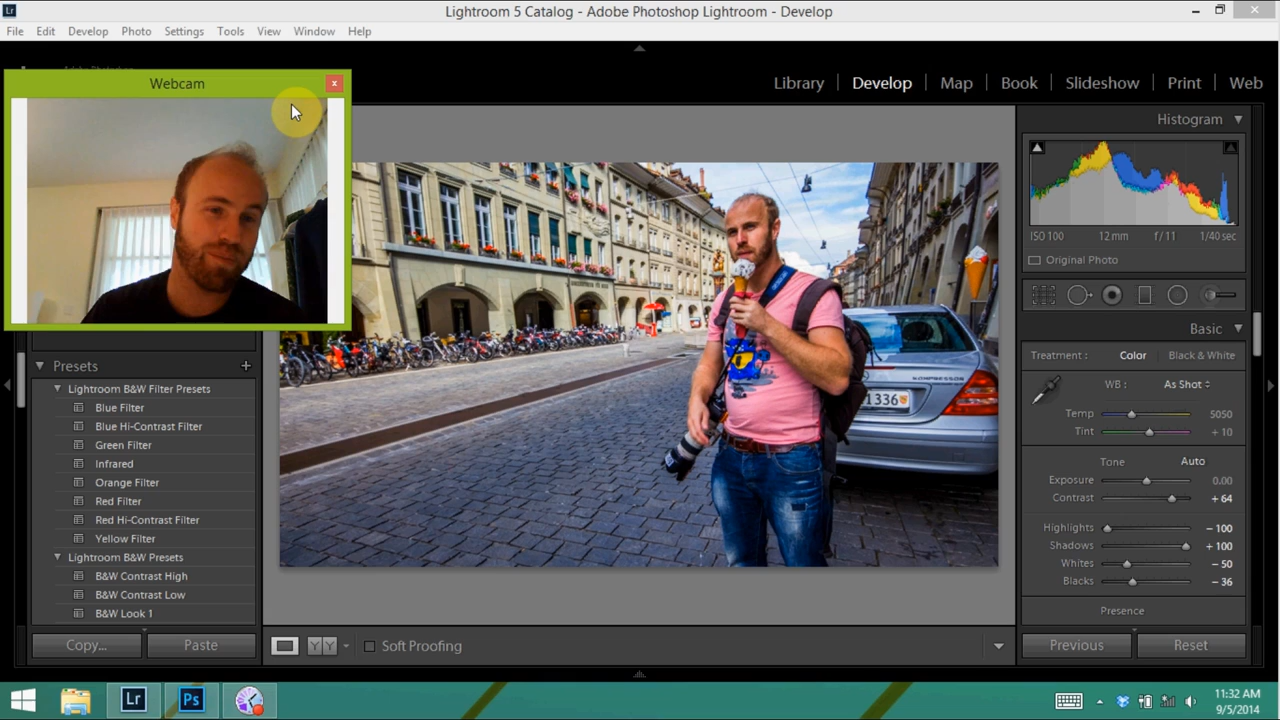 Lr
Lightroom 5 Catalog - Adobe Photoshop Lightroom - Develop
File Edit Develop Photo Settings Tools View Window Help
Webcam
x
Library Develop Map Book Slideshow Print Web
Histogram
ISO 100 12mm f/11 1/40 sec
Original Photo
Basic
Treatment: Color Black & White
WB: As Shot
Temp 5050
Tint + 10
Tone Auto
Exposure 0.00
Contrast + 64
Highlights − 100
Shadows + 100
Whites − 50
Blacks − 36
Presence
Previous Reset
Presets +
Lightroom B&W Filter Presets
Blue Filter
Blue Hi-Contrast Filter
Green Filter
Infrared
Orange Filter
Red Filter
Red Hi-Contrast Filter
Yellow Filter
Lightroom B&W Presets
B&W Contrast High
B&W Contrast Low
B&W Look 1
Copy... Paste
YY
Soft Proofing
1336
Lr Ps
11:32 AM
9/5/2014